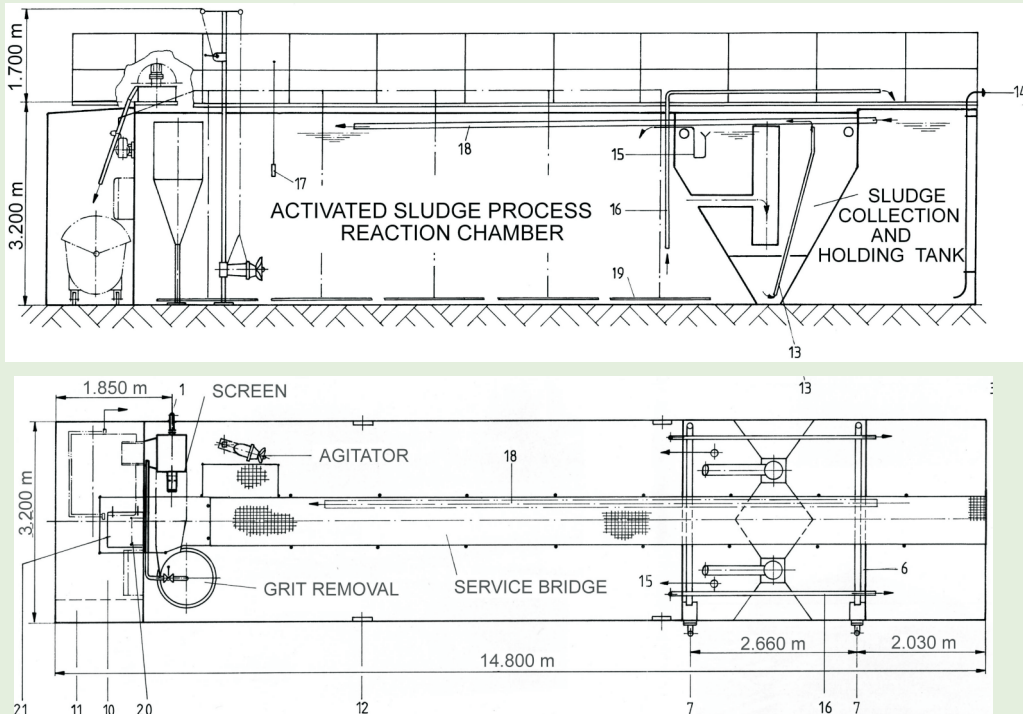 1.700 m
14
18
15
17
16
SLUDGE
COLLECTION
AND
HOLDING TANK
ACTIVATED SLUDGE PROCESS
REACTION CHAMBER
3.200 m
19
13
1.850 m
1
SCREEN
13
AGITATOR
18
3.200 m
GRIT REMOVAL
SERVICE BRIDGE
15
6
2.660 m
2.030 m
14.800 m
21
11
10
20
12
7
16
7